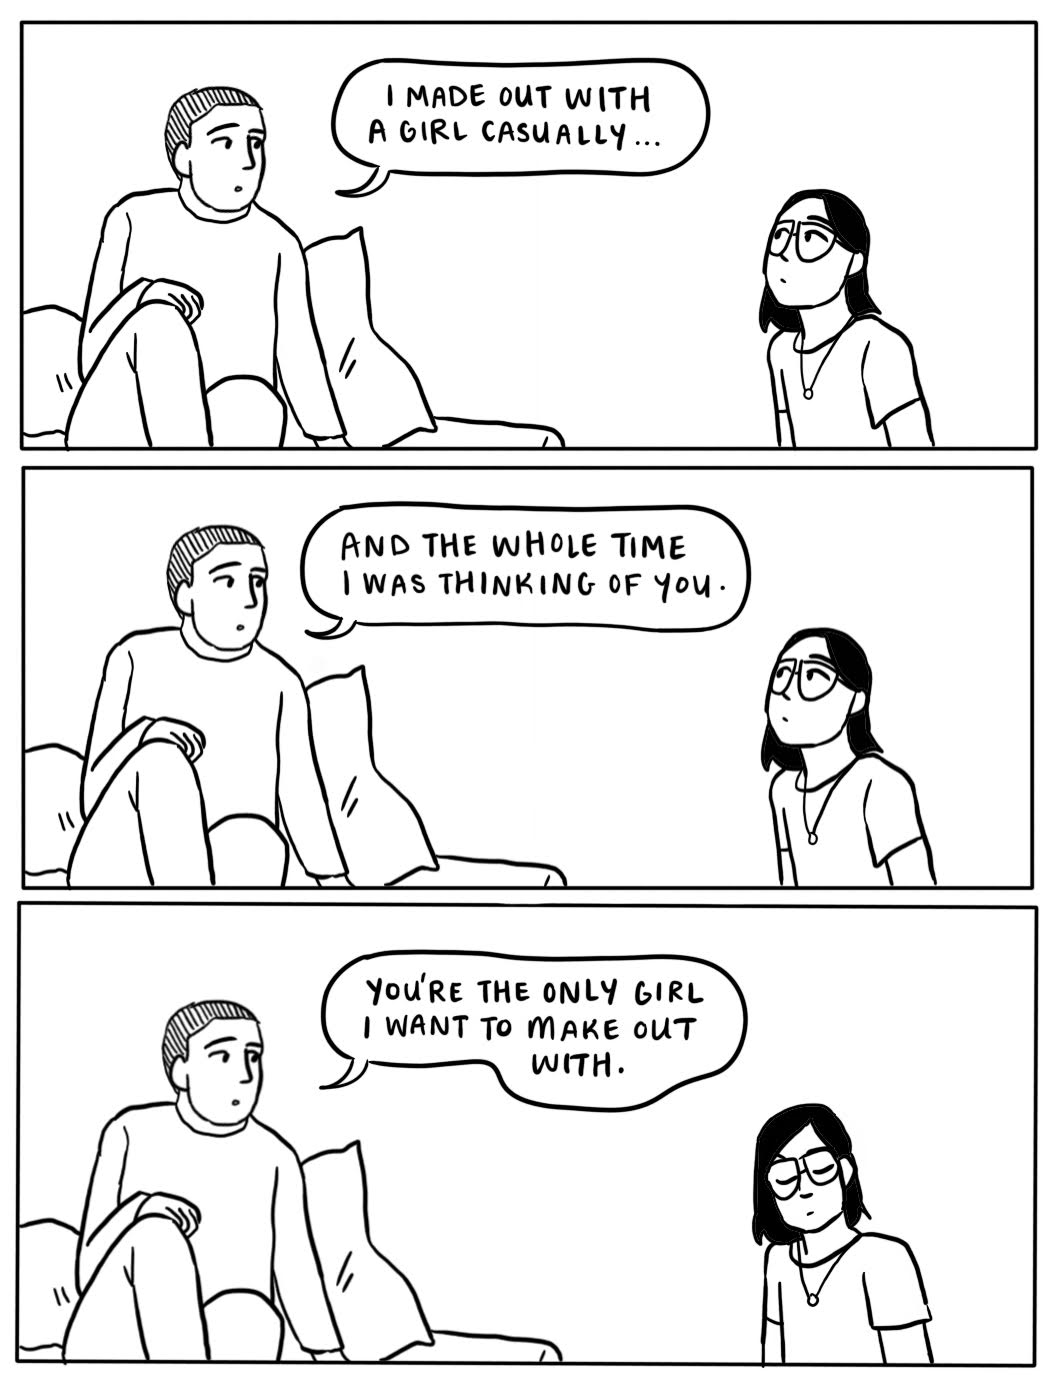 I MADE OUT WITH
A GIRL CASUALLY...
AND THE WHOLE TIME
I WAS THINKING OF YOU.
YOU'RE THE ONLY GIRL
I WANT TO MAKE OUT
WITH.